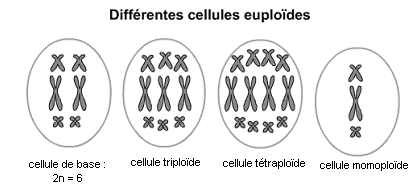 Différentes cellules euploïdes
cellule de base :
2n = 6
cellule triploïde
cellule tétraploïde
cellule momoploïde